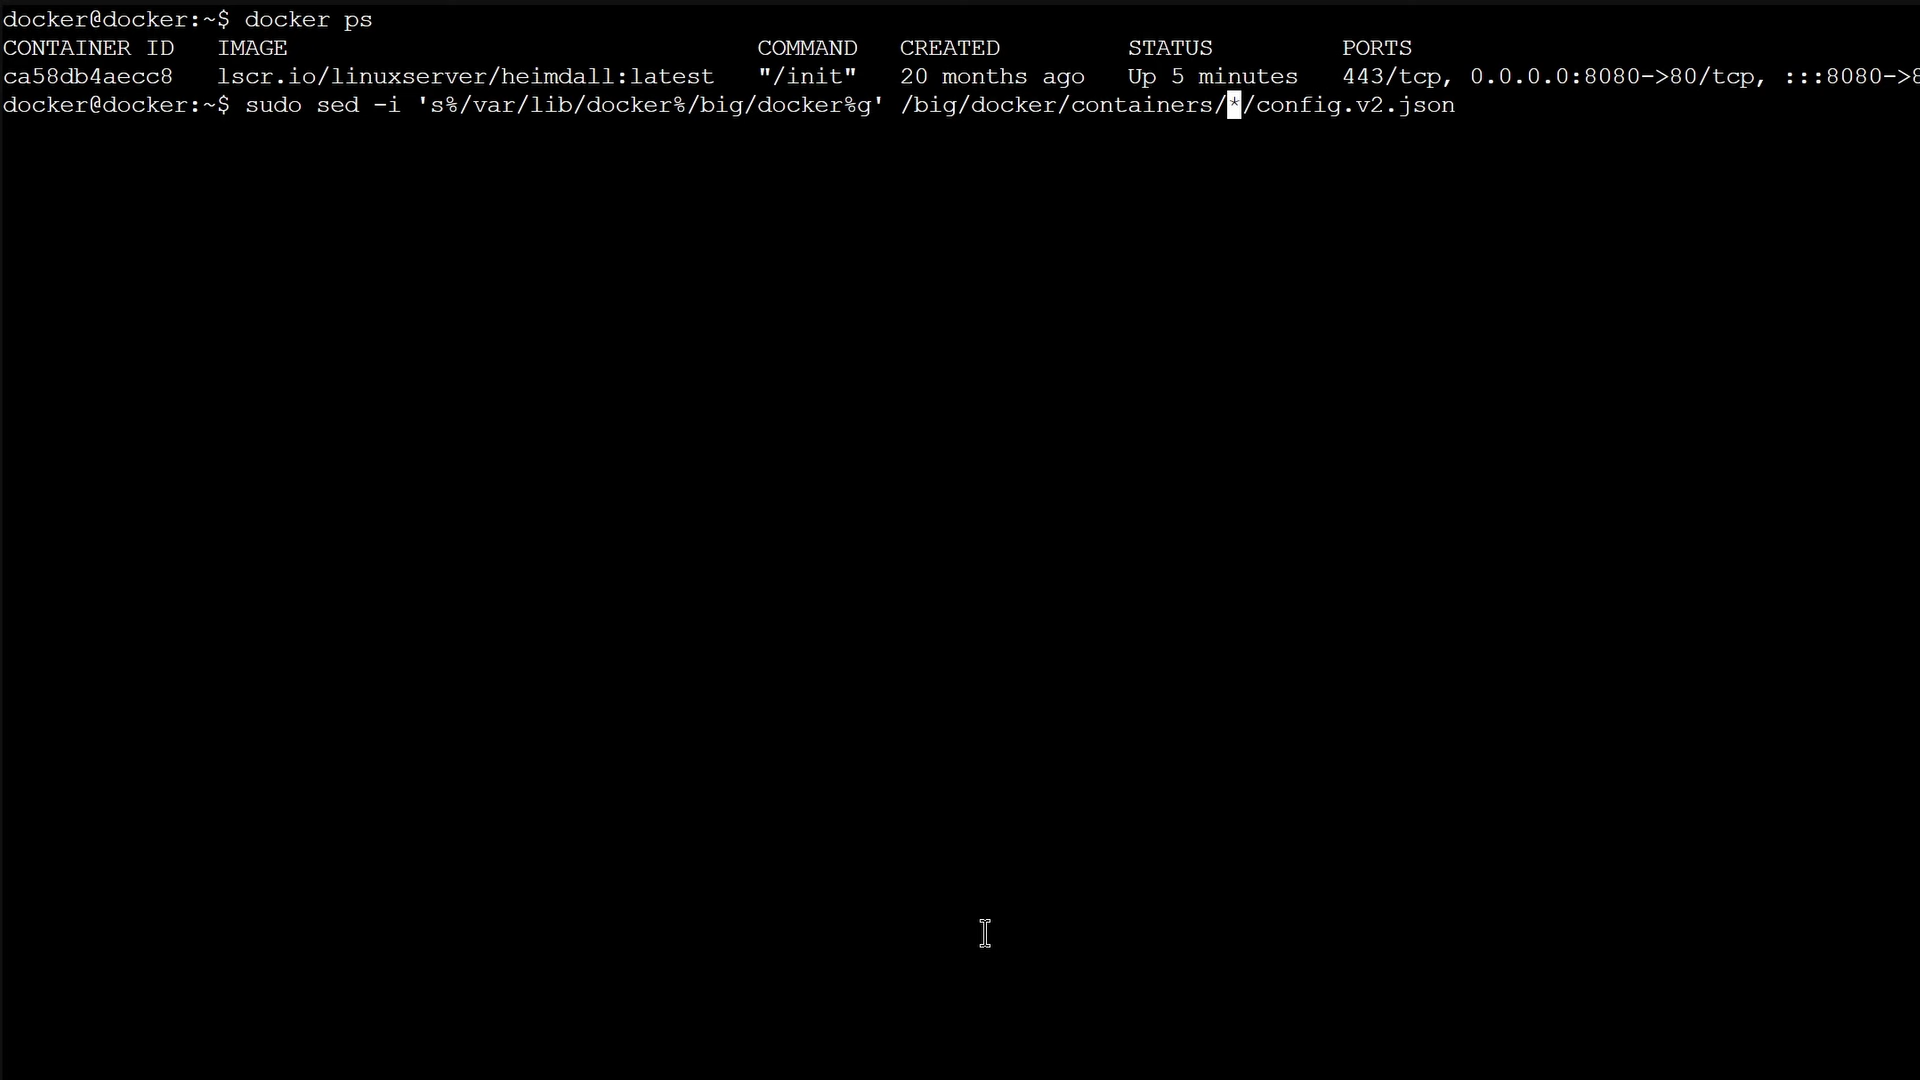 docker@docker:~$ docker ps
CONTAINER ID   IMAGE                                 COMMAND   CREATED         STATUS         PORTS
ca58db4aecc8   lscr.io/linuxserver/heimdall:latest   "/init"   20 months ago   Up 5 minutes   443/tcp, 0.0.0.0:8080->80/tcp, :::8080->8
docker@docker:~$ sudo sed -i 's%/var/lib/docker%/big/docker%g' /big/docker/containers/*/config.v2.json